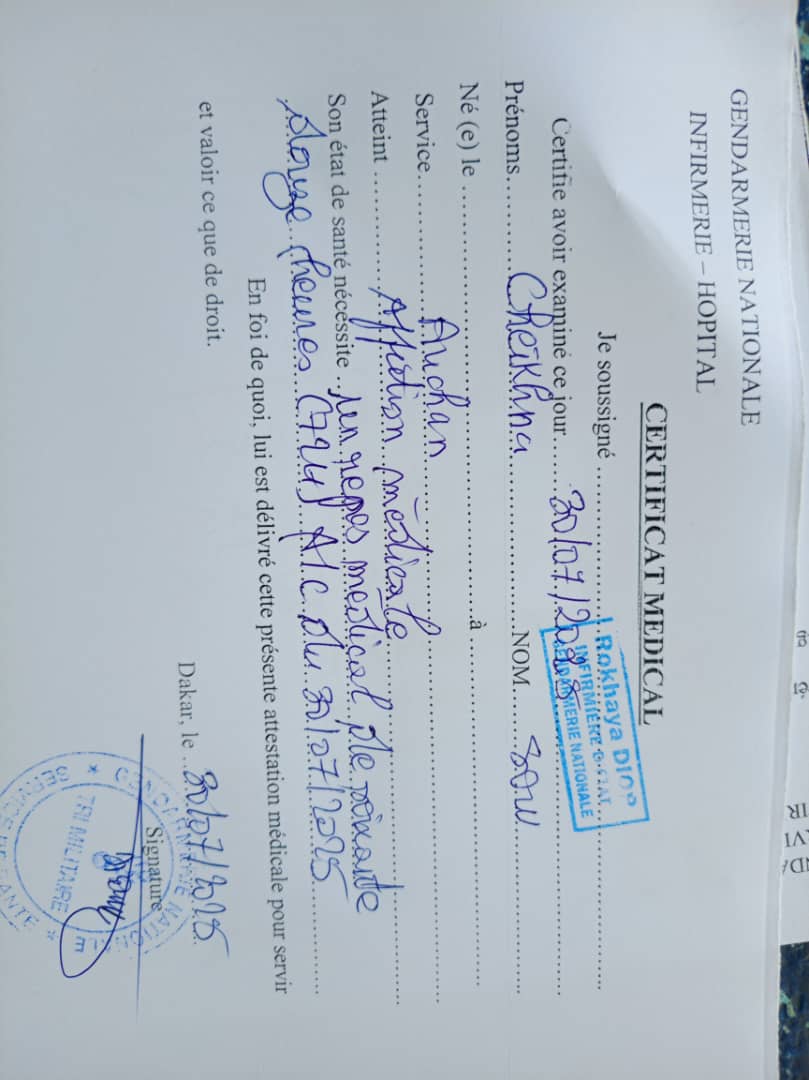 GENDARMERIE NATIONALE
INFIRMERIE – HOPITAL
CERTIFICAT MEDICAL
Je soussigné ..............................
Rokhaya DIOP
INFIRMIERE D'ETAT
GENDARMERIE NATIONALE
Certifie avoir examiné ce jour...... 30/07/2025
Prénoms........ Cheikhna ........ NOM...... SOW
Né (e) le ..............................à ..............................
Service........ Auchan
Atteint ........ Affection médicale
Son état de santé nécessite .. un repos médical de soixante
douze heures (72H) A/C du 30/07/2025
En foi de quoi, lui est délivré cette présente attestation médicale pour servir
et valoir ce que de droit.
Dakar, le .. 30/07/2025
Signature
GENDARMERIE NATIONALE
TRI MILITAIRE
SANTE